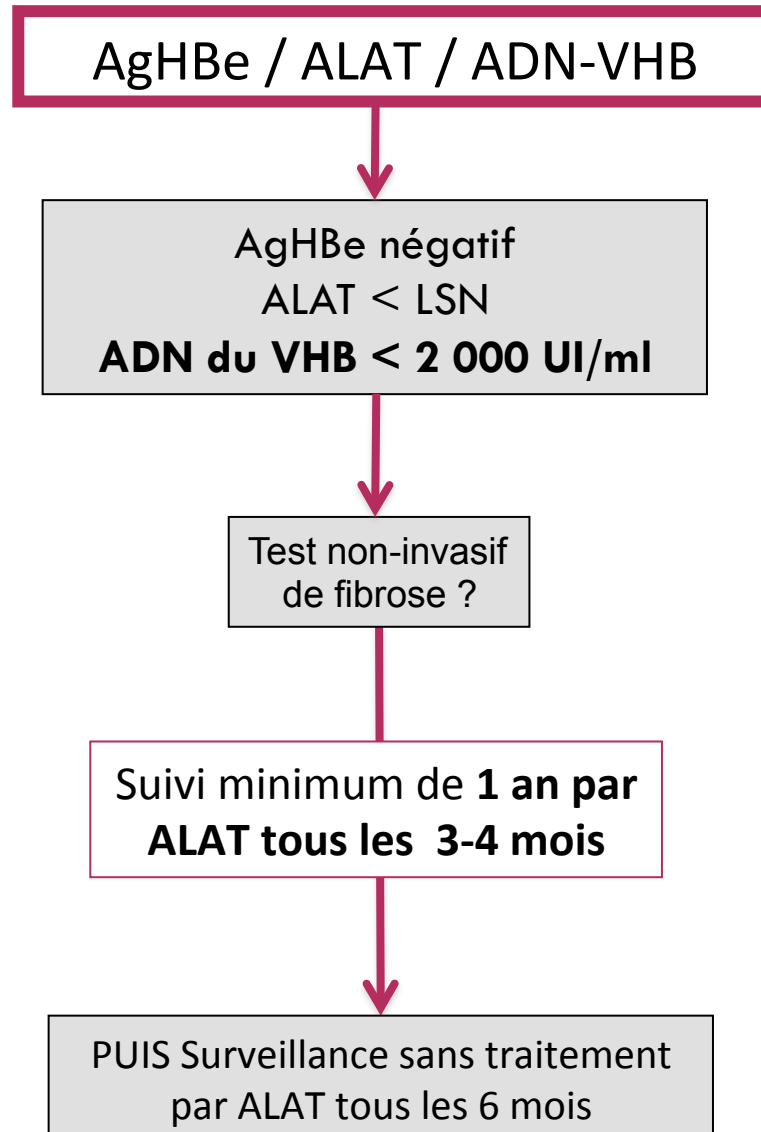 AgHBe / ALAT / ADN-VHB
AgHBe négatif
ALAT < LSN
ADN du VHB < 2 000 UI/ml
Test non-invasif
de fibrose ?
Suivi minimum de 1 an par
ALAT tous les 3-4 mois
PUIS Surveillance sans traitement
par ALAT tous les 6 mois